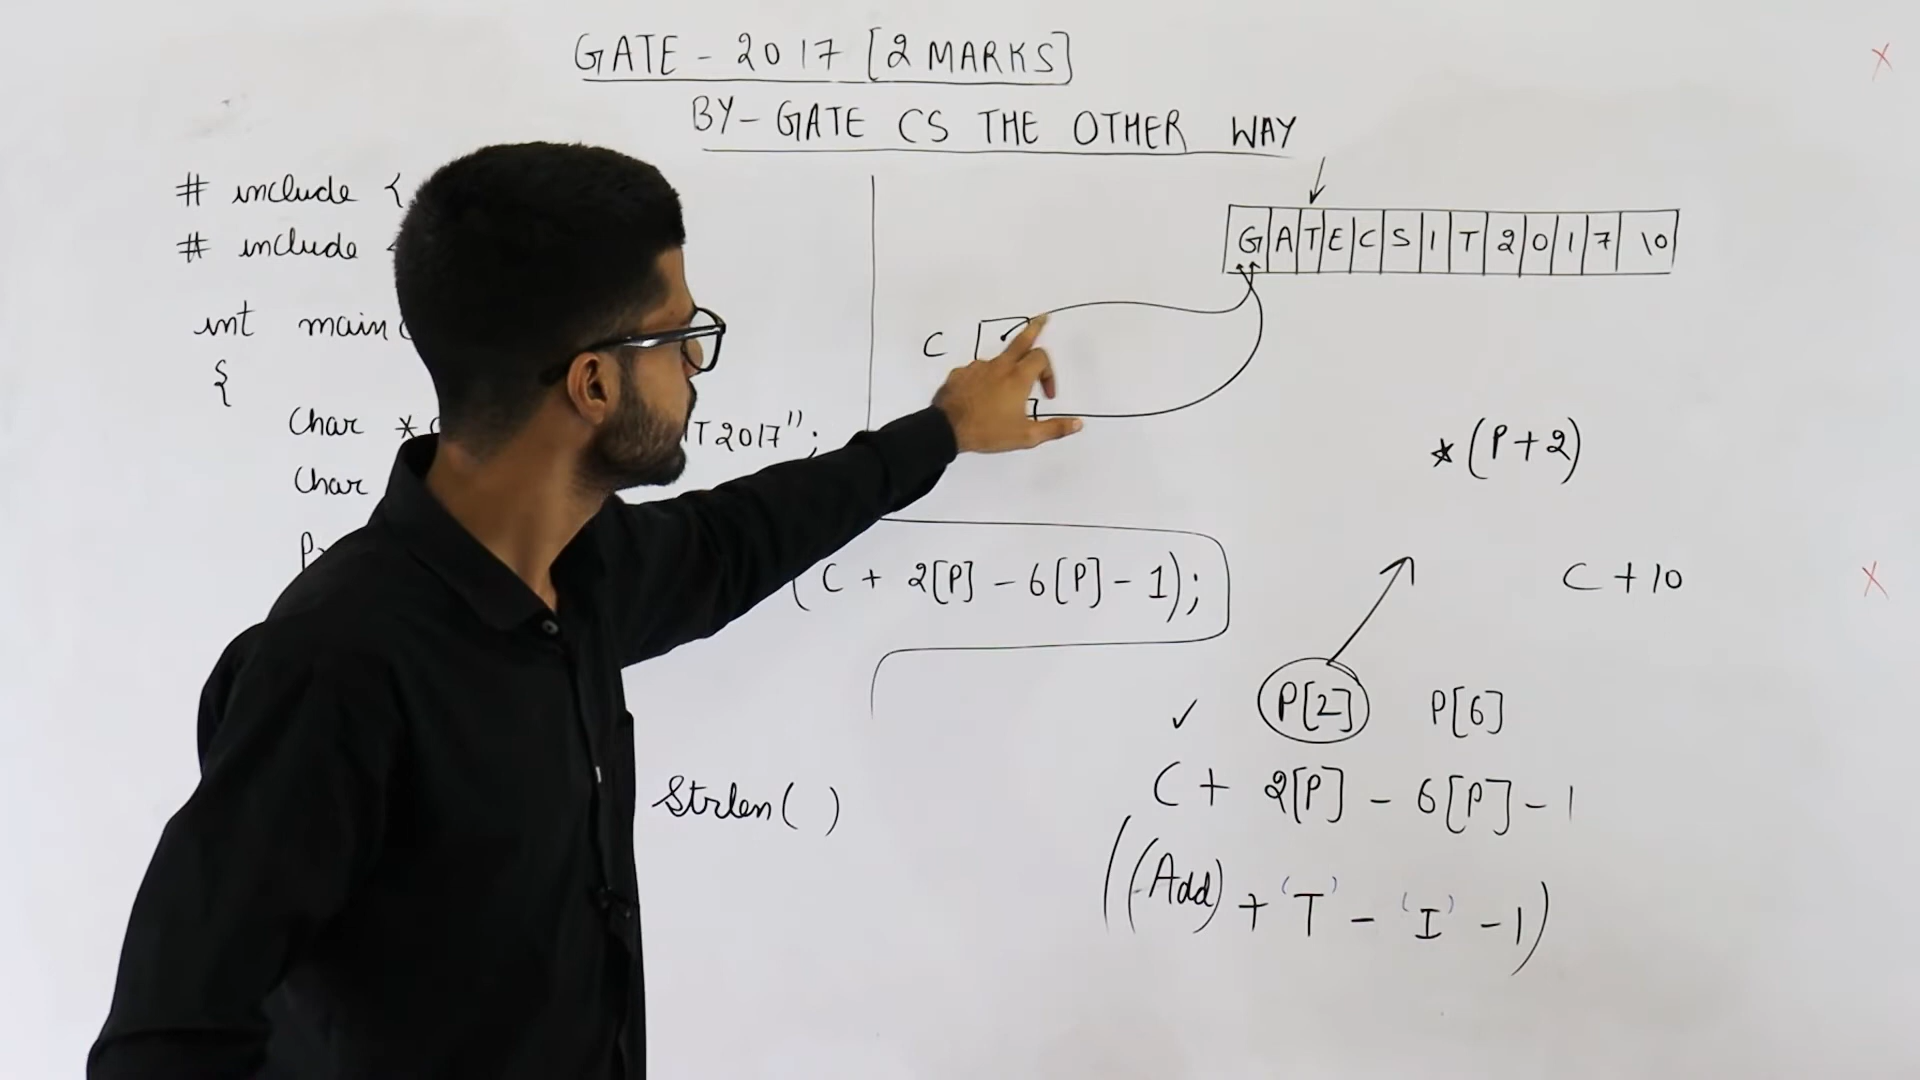 GATE - 2017 [2 MARKS]
BY- GATE CS THE OTHER WAY
# include {
# include
int main(
{
Char * T2017";
Char
(C + 2[P] - 6[P] - 1);
Strlen( )
G A T E C S I T 2 0 1 7 \0
C
*(P+2)
C + 10
✓ P[2] P[6]
C + 2[P] - 6[P] - 1
((Add) + 'T' - 'I' - 1)
X
X